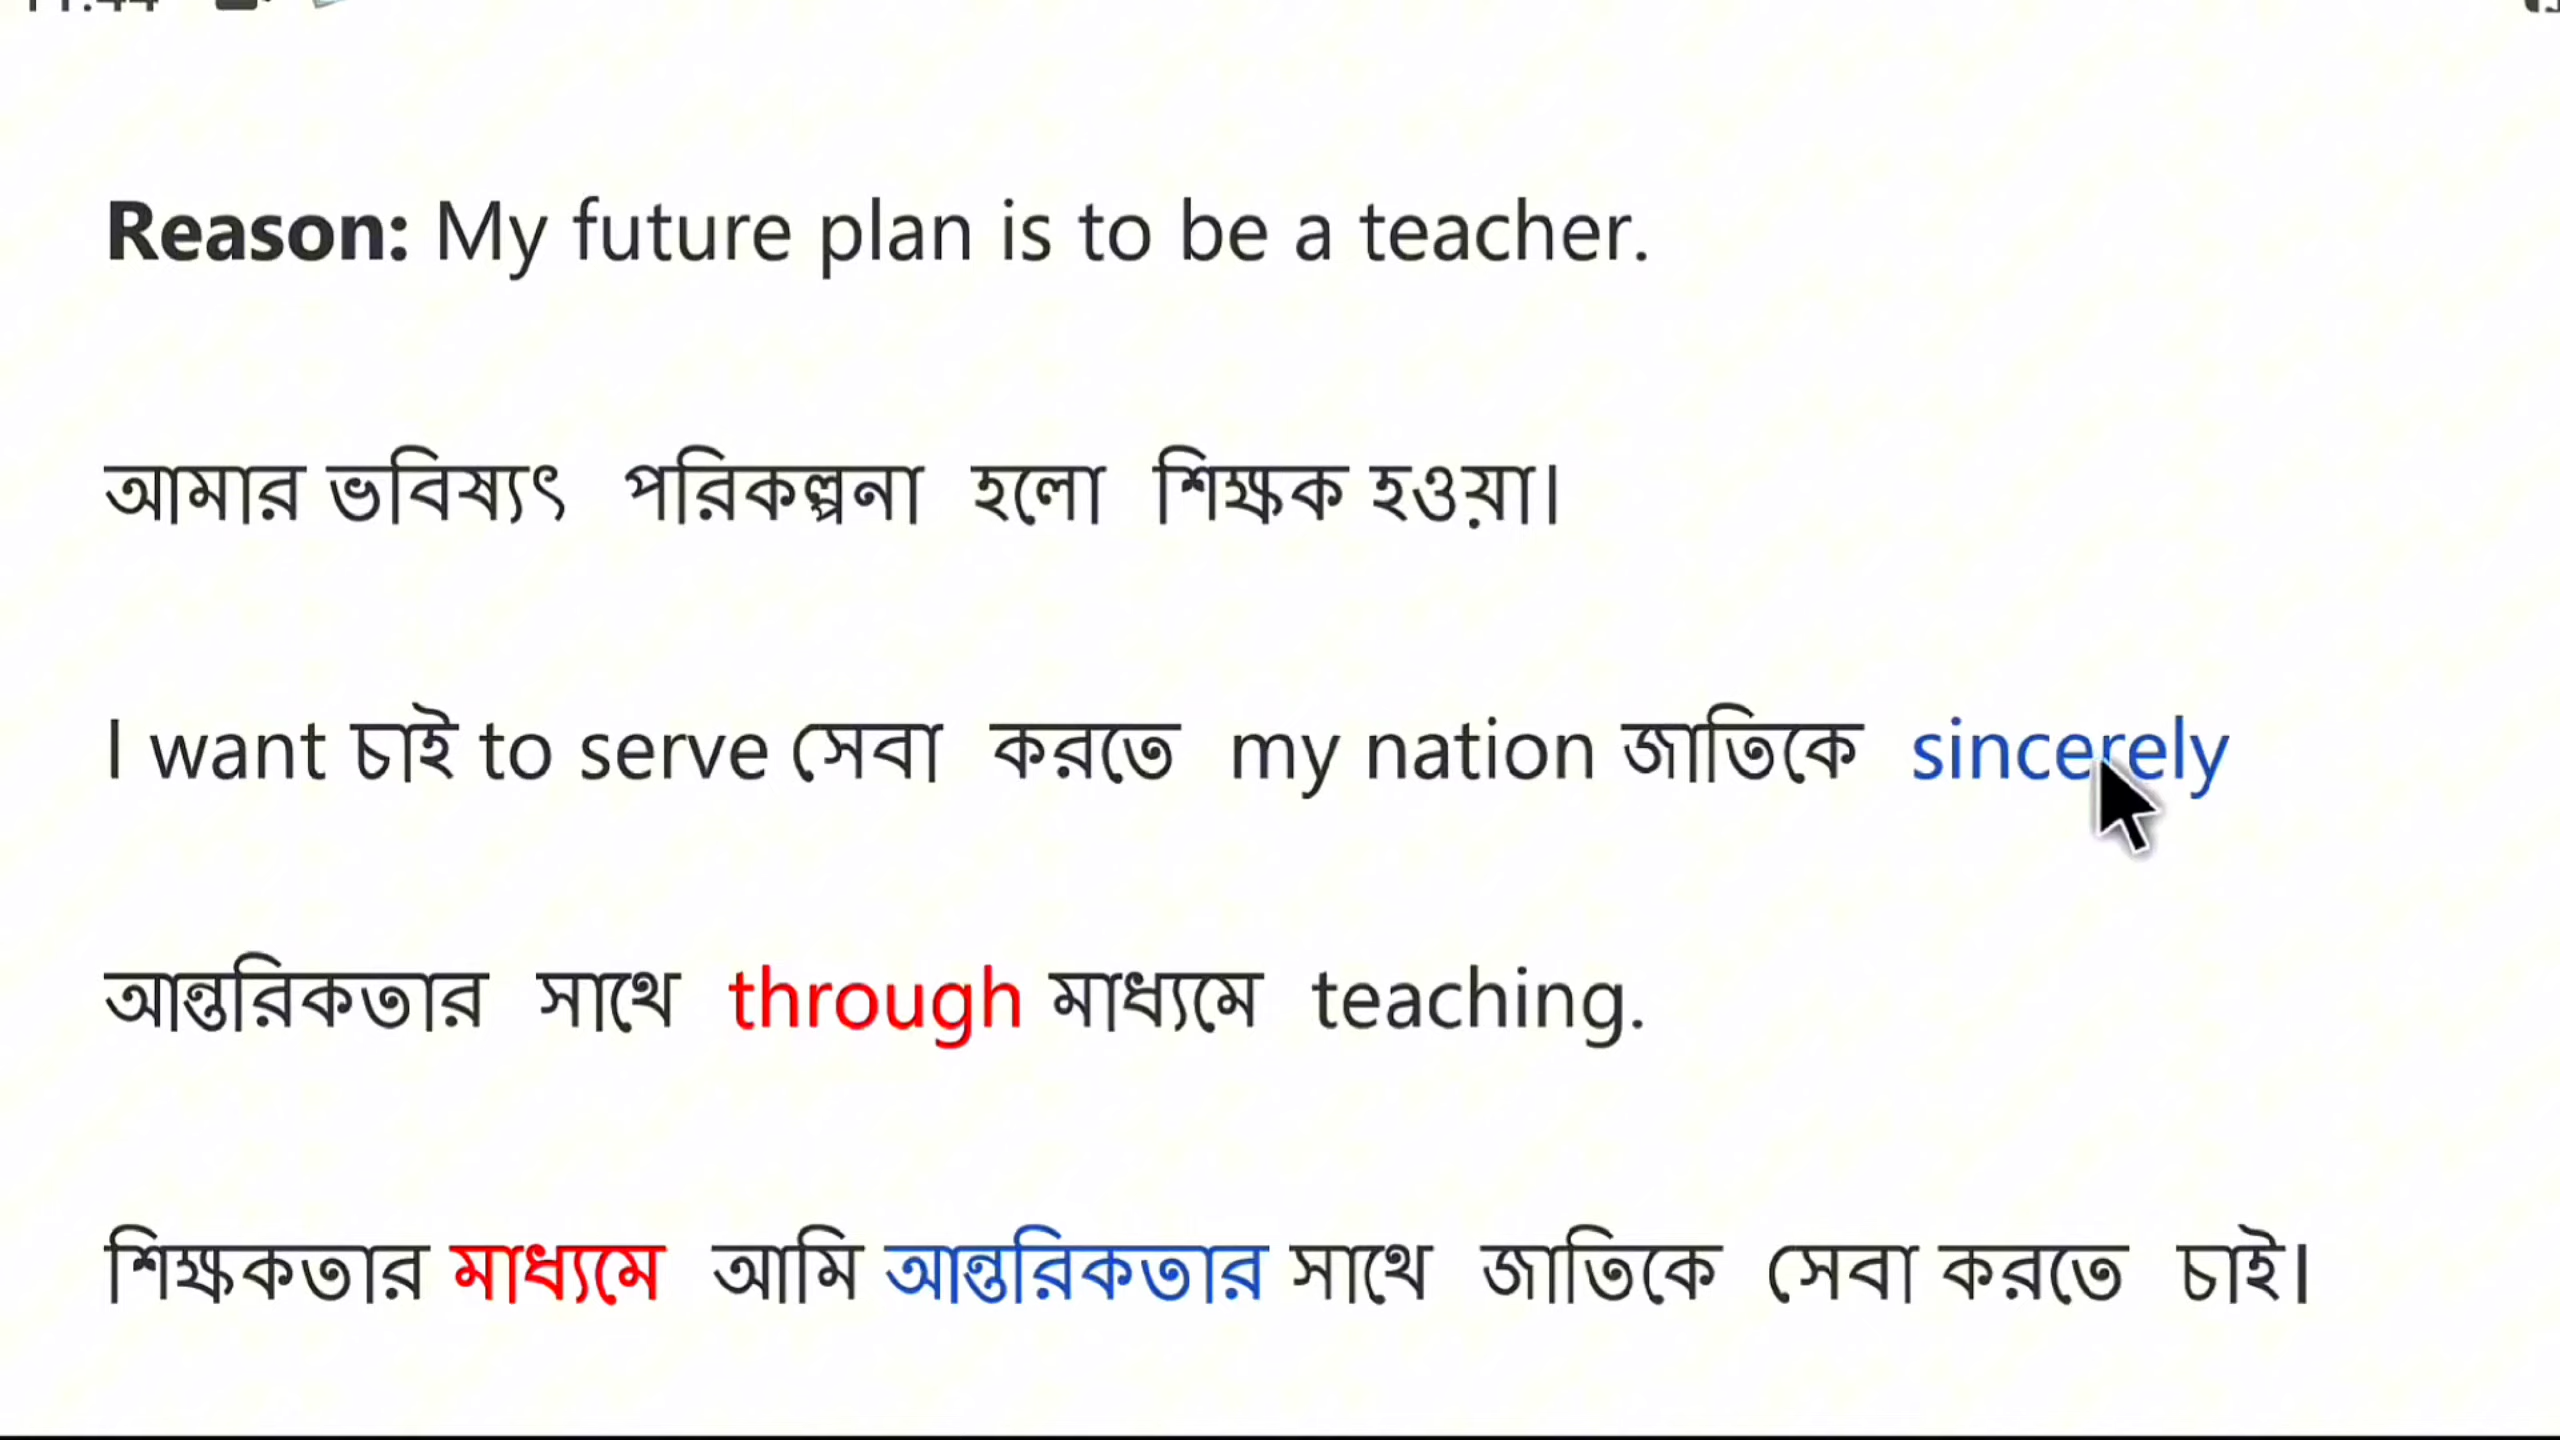 Reason: My future plan is to be a teacher.
আমার ভবিষ্যৎ পরিকল্পনা হলো শিক্ষক হওয়া।
I want চাই to serve সেবা করতে my nation জাতিকে sincerely
আন্তরিকতার সাথে through মাধ্যমে teaching.
শিক্ষকতার মাধ্যমে আমি আন্তরিকতার সাথে জাতিকে সেবা করতে চাই।